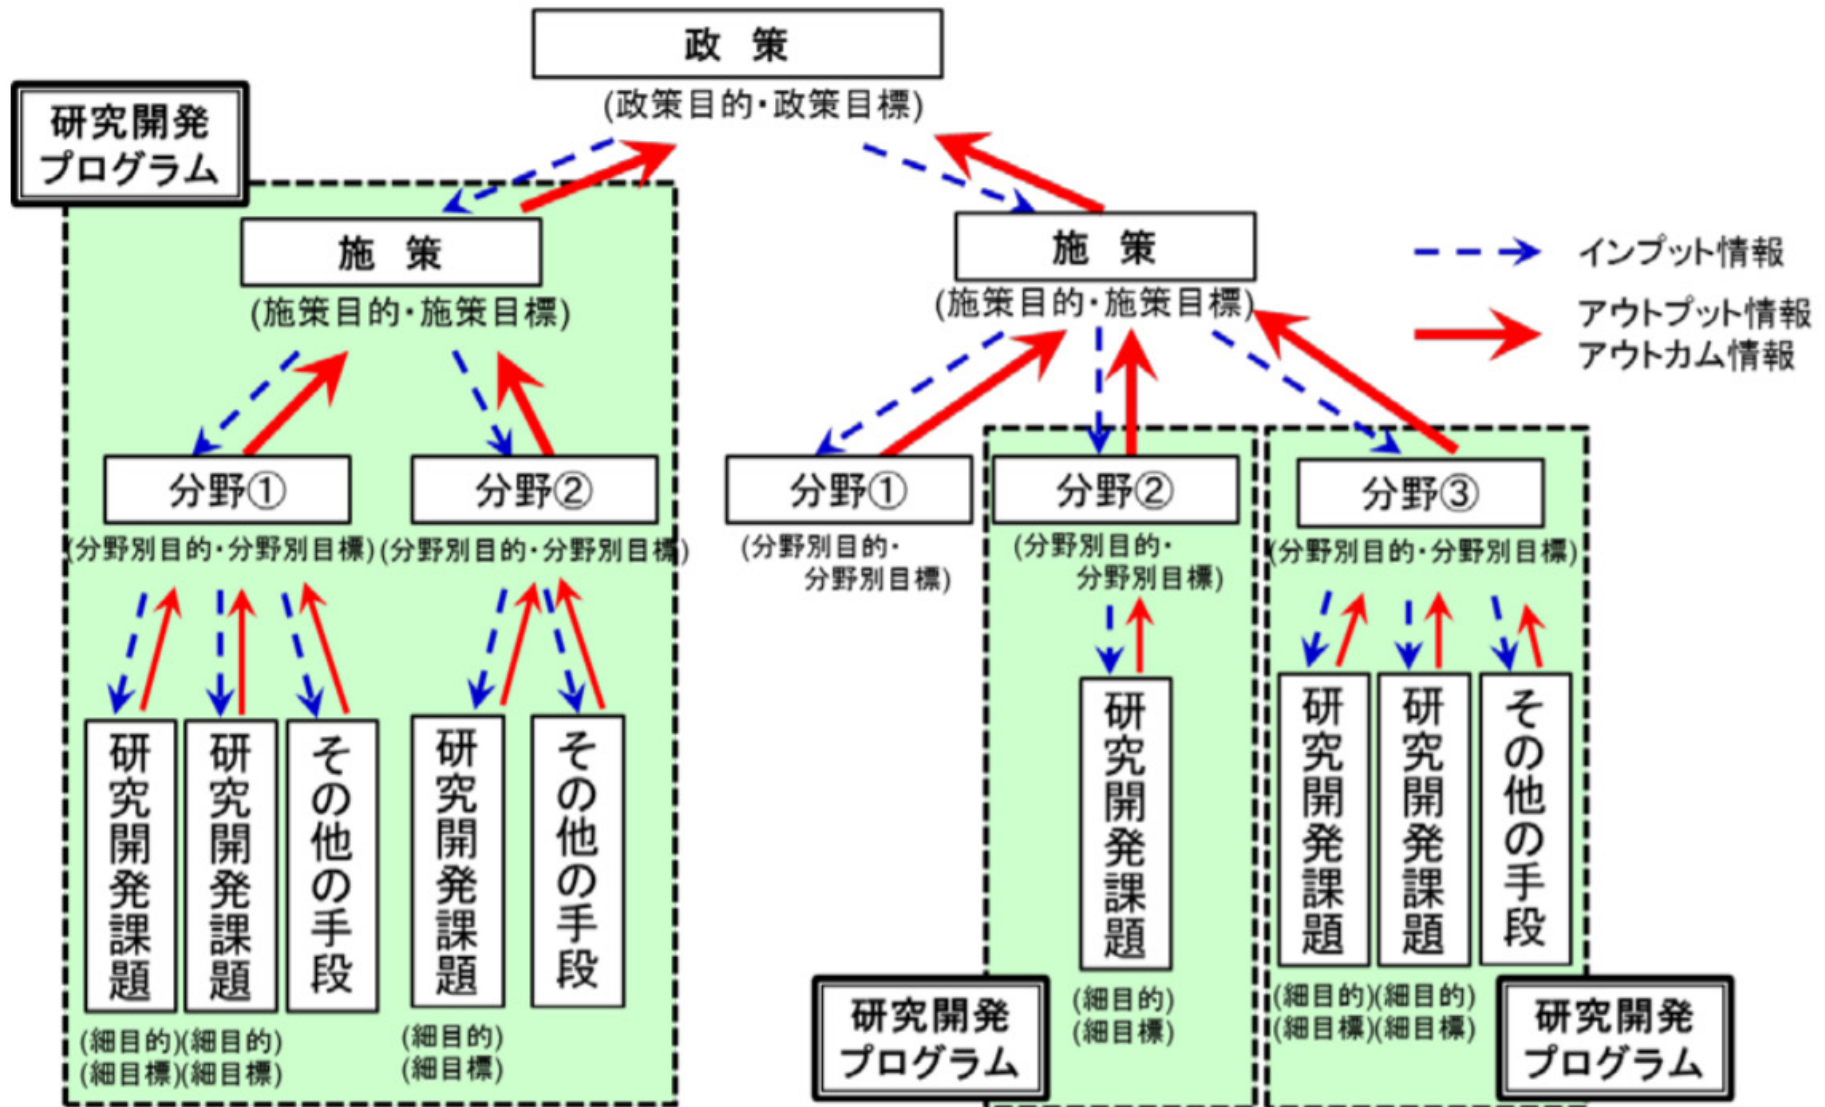 政 策
(政策目的・政策目標)
研究開発
プログラム
施 策
(施策目的・施策目標)
施 策
(施策目的・施策目標)
インプット情報
アウトプット情報
アウトカム情報
分野①
(分野別目的・分野別目標)
分野②
(分野別目的・分野別目標)
分野①
(分野別目的・
分野別目標)
分野②
(分野別目的・
分野別目標)
分野③
(分野別目的・分野別目標)
研究開発課題
研究開発課題
その他の手段
研究開発課題
その他の手段
研究開発課題
研究開発課題
研究開発課題
その他の手段
(細目的)(細目的)
(細目標)(細目標)
(細目的)
(細目標)
研究開発
プログラム
(細目的)
(細目標)
(細目的)(細目的)
(細目標)(細目標)
研究開発
プログラム